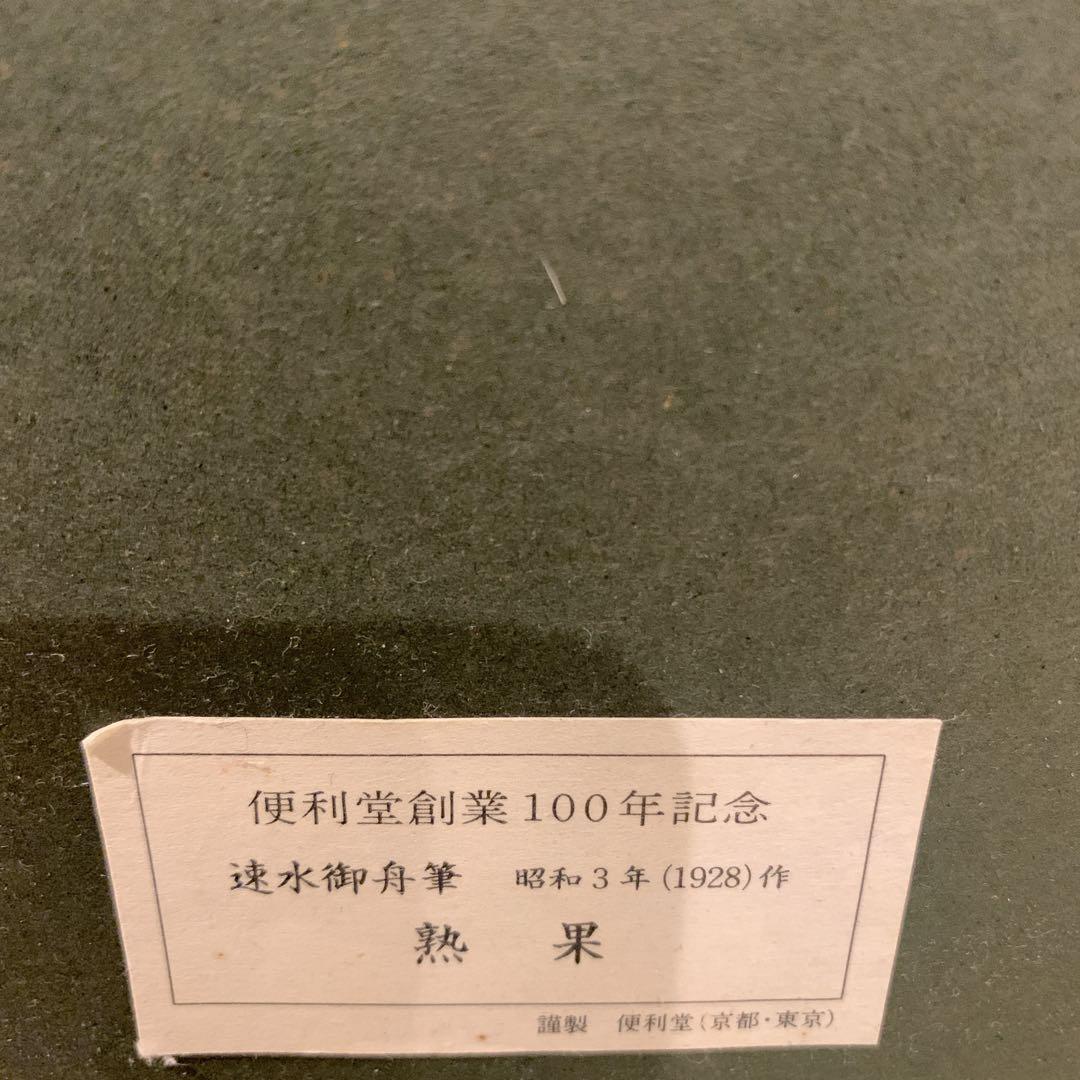 便利堂創業100年記念
速水御舟筆 昭和3年(1928)作
熟果
謹製 便利堂(京都・東京)